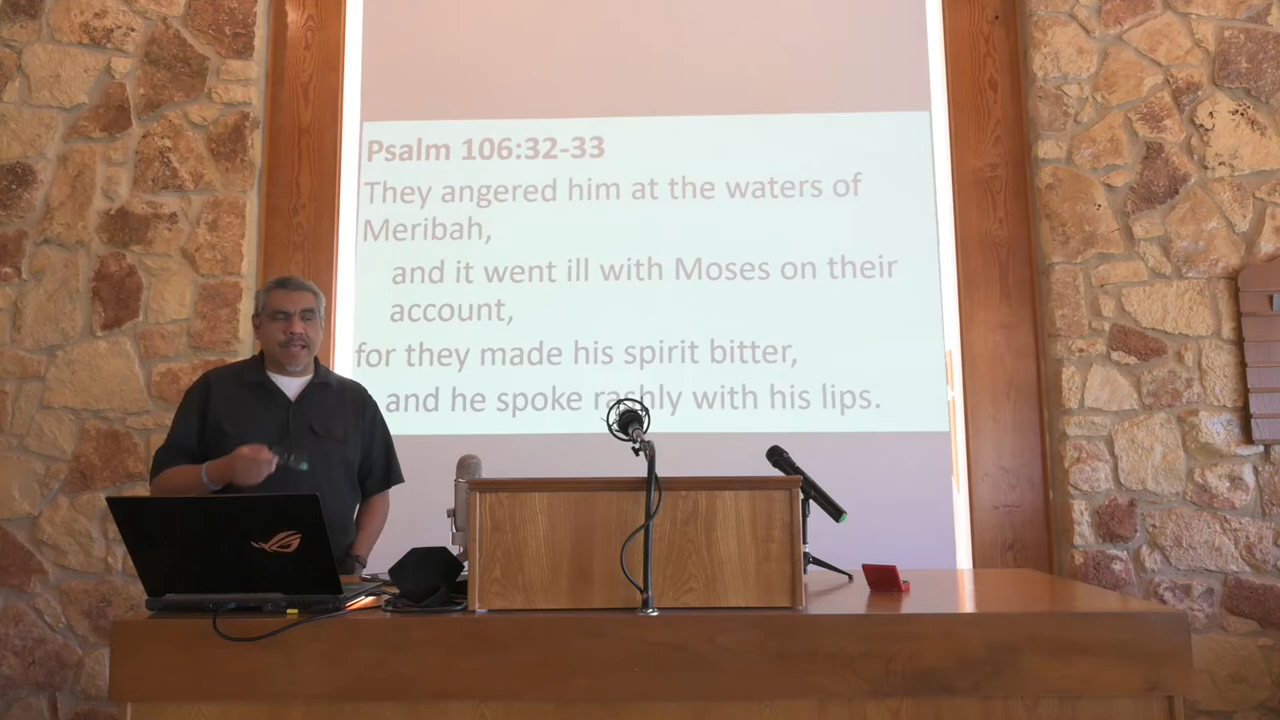 Psalm 106:32-33
They angered him at the waters of
Meribah,
and it went ill with Moses on their
account,
for they made his spirit bitter,
and he spoke rashly with his lips.